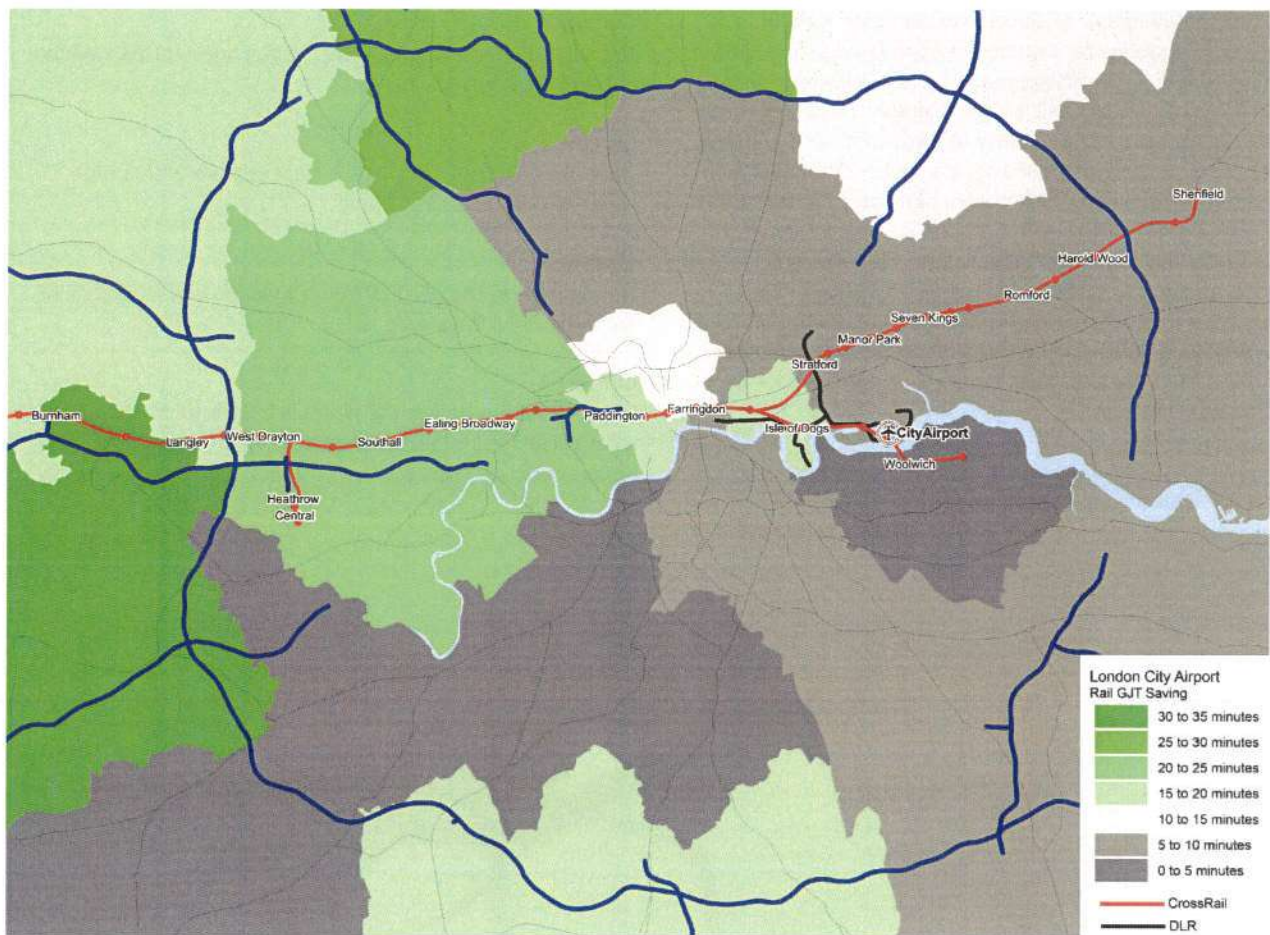 Shenfield
Harold Wood
Romford
Seven Kings
Manor Park
Stratford
Burnham
Langley
West Drayton
Southall
Ealing Broadway
Paddington
Farringdon
Isle of Dogs
CityAirport
Woolwich
Heathrow
Central
London City Airport
Rail GJT Saving
30 to 35 minutes
25 to 30 minutes
20 to 25 minutes
15 to 20 minutes
10 to 15 minutes
5 to 10 minutes
0 to 5 minutes
CrossRail
DLR